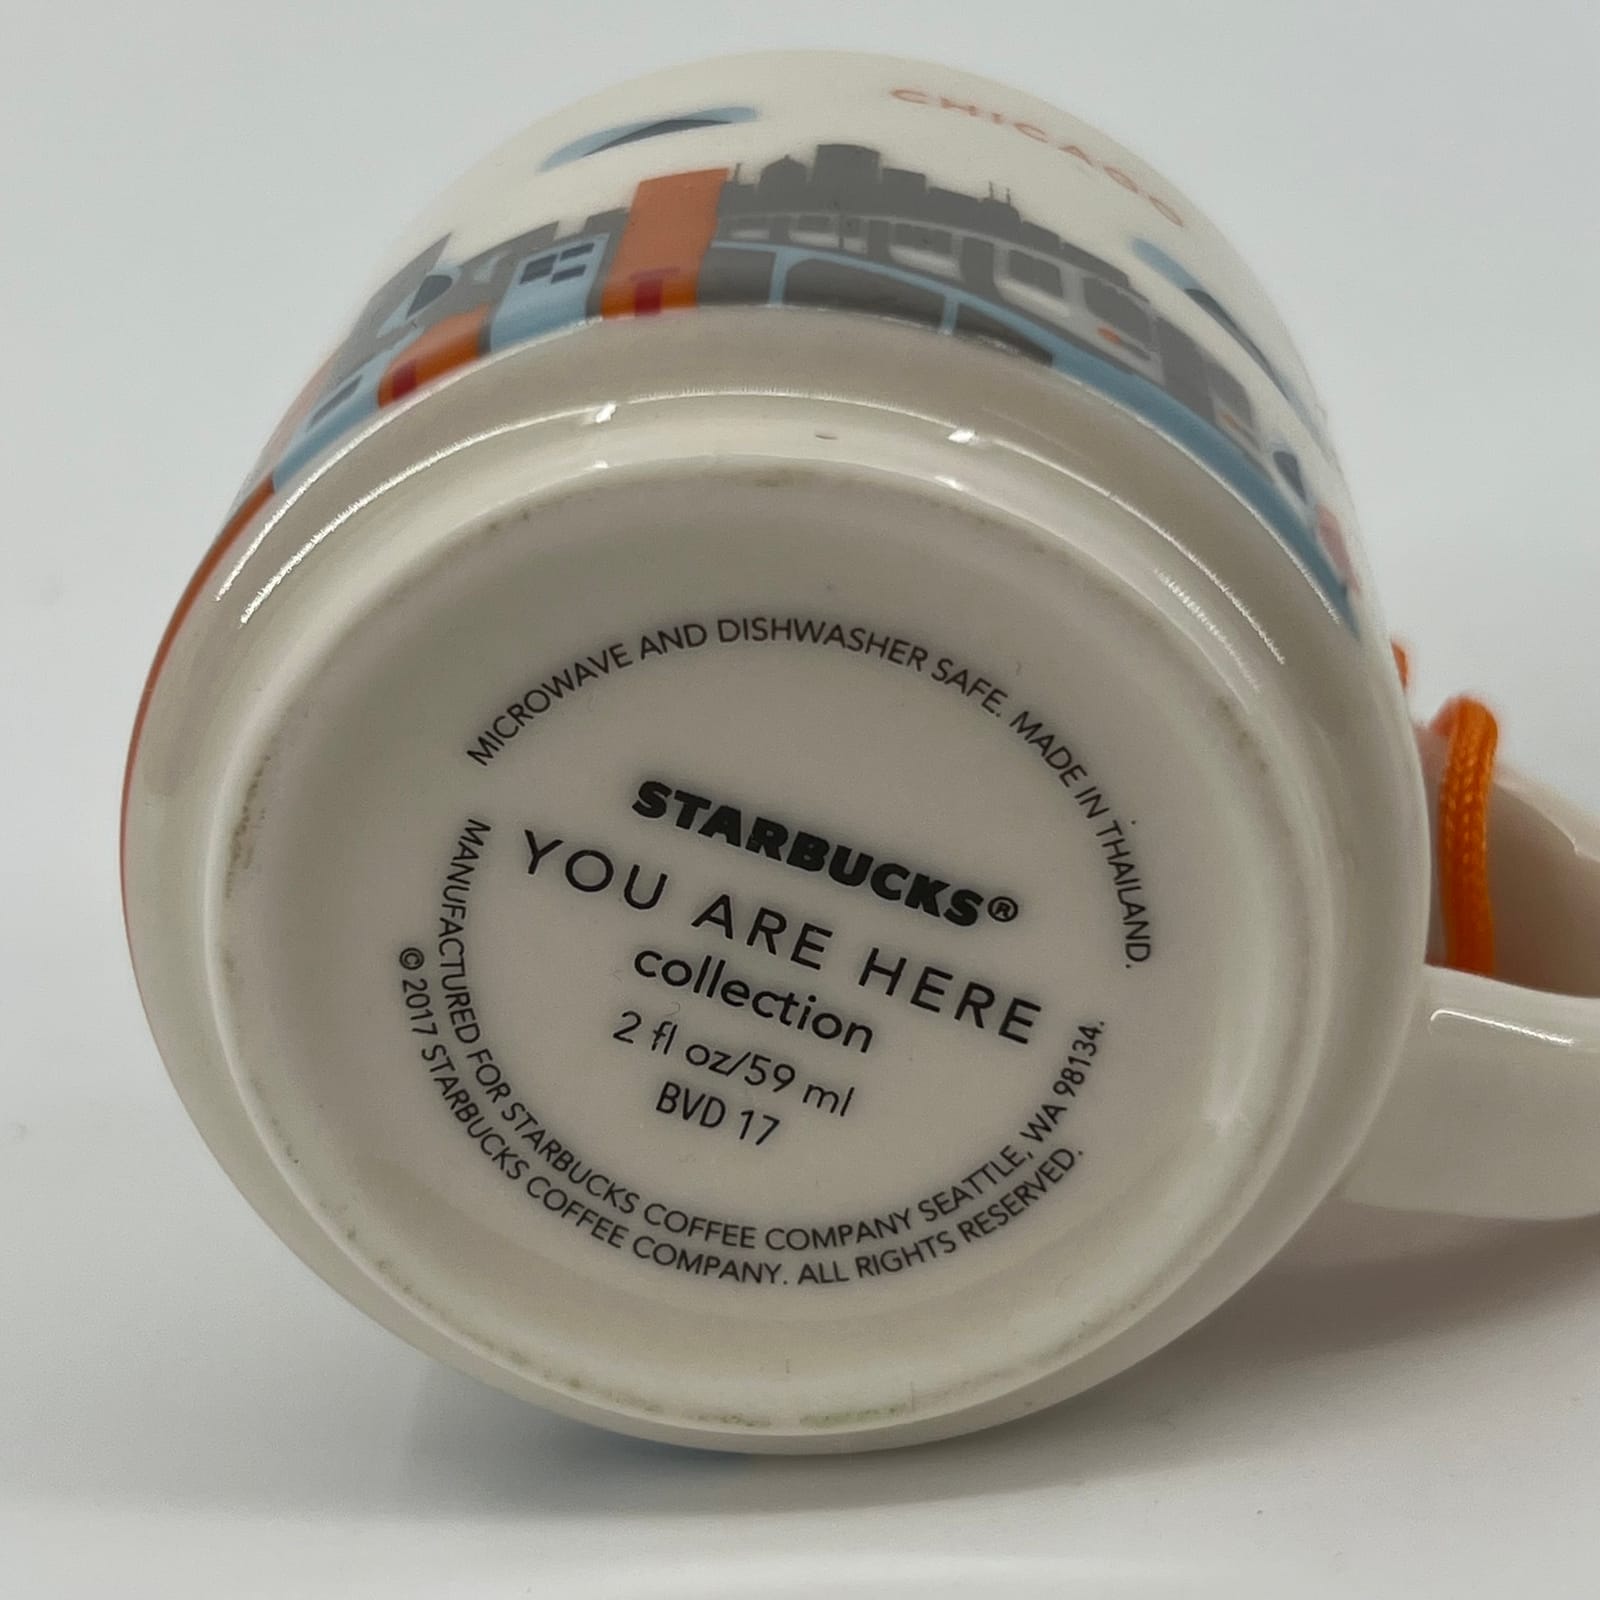 CHICAGO
MICROWAVE AND DISHWASHER SAFE. MADE IN THAILAND.
STARBUCKS®
YOU ARE HERE
collection
2 fl oz/59 ml
BVD 17
MANUFACTURED FOR STARBUCKS COFFEE COMPANY SEATTLE, WA 98134.
© 2017 STARBUCKS COFFEE COMPANY. ALL RIGHTS RESERVED.